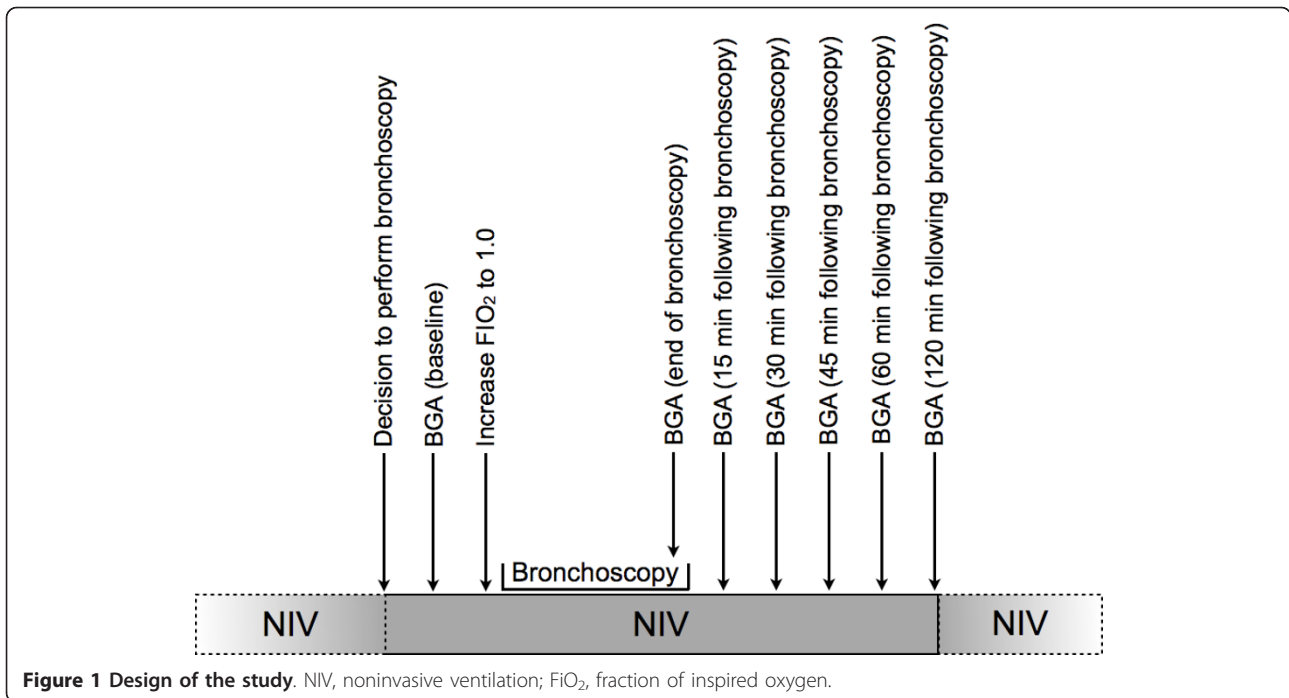 Decision to perform bronchoscopy
BGA (baseline)
Increase FIO₂ to 1.0
BGA (end of bronchoscopy)
BGA (15 min following bronchoscopy)
BGA (30 min following bronchoscopy)
BGA (45 min following bronchoscopy)
BGA (60 min following bronchoscopy)
BGA (120 min following bronchoscopy)
Bronchoscopy
NIV NIV NIV
Figure 1 Design of the study. NIV, noninvasive ventilation; FiO₂, fraction of inspired oxygen.